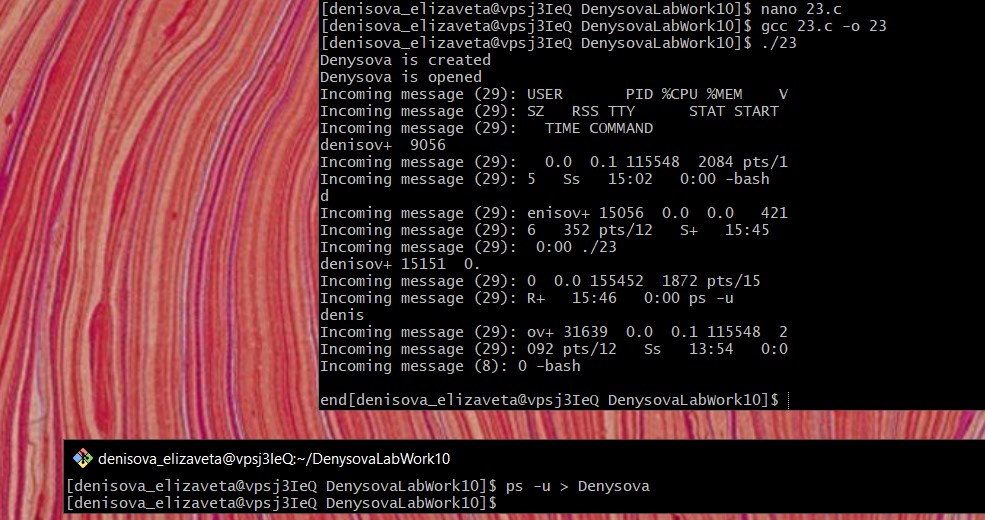 [denisova_elizaveta@vpsj3IeQ DenysovaLabWork10]$ nano 23.c
[denisova_elizaveta@vpsj3IeQ DenysovaLabWork10]$ gcc 23.c -o 23
[denisova_elizaveta@vpsj3IeQ DenysovaLabWork10]$ ./23
Denysova is created
Denysova is opened
Incoming message (29): USER       PID %CPU %MEM    V
Incoming message (29): SZ   RSS TTY      STAT START
Incoming message (29):   TIME COMMAND
denisov+  9056
Incoming message (29):   0.0  0.1 115548  2084 pts/1
Incoming message (29): 5   Ss   15:02   0:00 -bash
d
Incoming message (29): enisov+ 15056  0.0  0.0   421
Incoming message (29): 6   352 pts/12   S+   15:45
Incoming message (29):  0:00 ./23
denisov+ 15151  0.
Incoming message (29): 0  0.0 155452  1872 pts/15
Incoming message (29): R+   15:46   0:00 ps -u
denis
Incoming message (29): ov+ 31639  0.0  0.1 115548  2
Incoming message (29): 092 pts/12   Ss   13:54   0:0
Incoming message (8): 0 -bash
end[denisova_elizaveta@vpsj3IeQ DenysovaLabWork10]$
denisova_elizaveta@vpsj3IeQ:~/DenysovaLabWork10
[denisova_elizaveta@vpsj3IeQ DenysovaLabWork10]$ ps -u > Denysova
[denisova_elizaveta@vpsj3IeQ DenysovaLabWork10]$